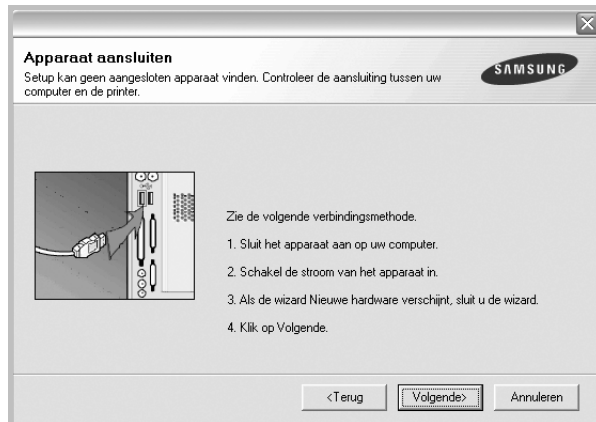 Apparaat aansluiten
Setup kan geen aangesloten apparaat vinden. Controleer de aansluiting tussen uw
computer en de printer.
SAMSUNG
Zie de volgende verbindingsmethode.
1. Sluit het apparaat aan op uw computer.
2. Schakel de stroom van het apparaat in.
3. Als de wizard Nieuwe hardware verschijnt, sluit u de wizard.
4. Klik op Volgende.
<Terug
Volgende>
Annuleren